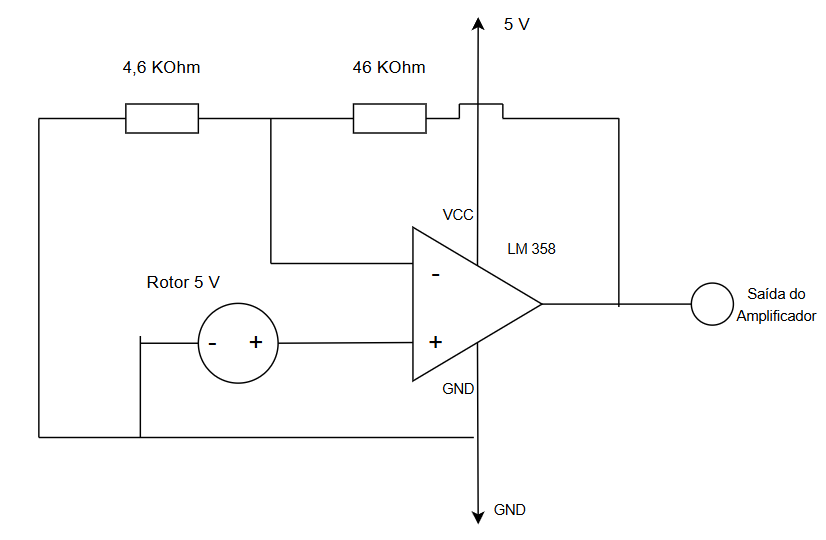 5 V
4,6 KOhm
46 KOhm
VCC
LM 358
-
Rotor 5 V
Saída do
Amplificador
- +
+
GND
GND